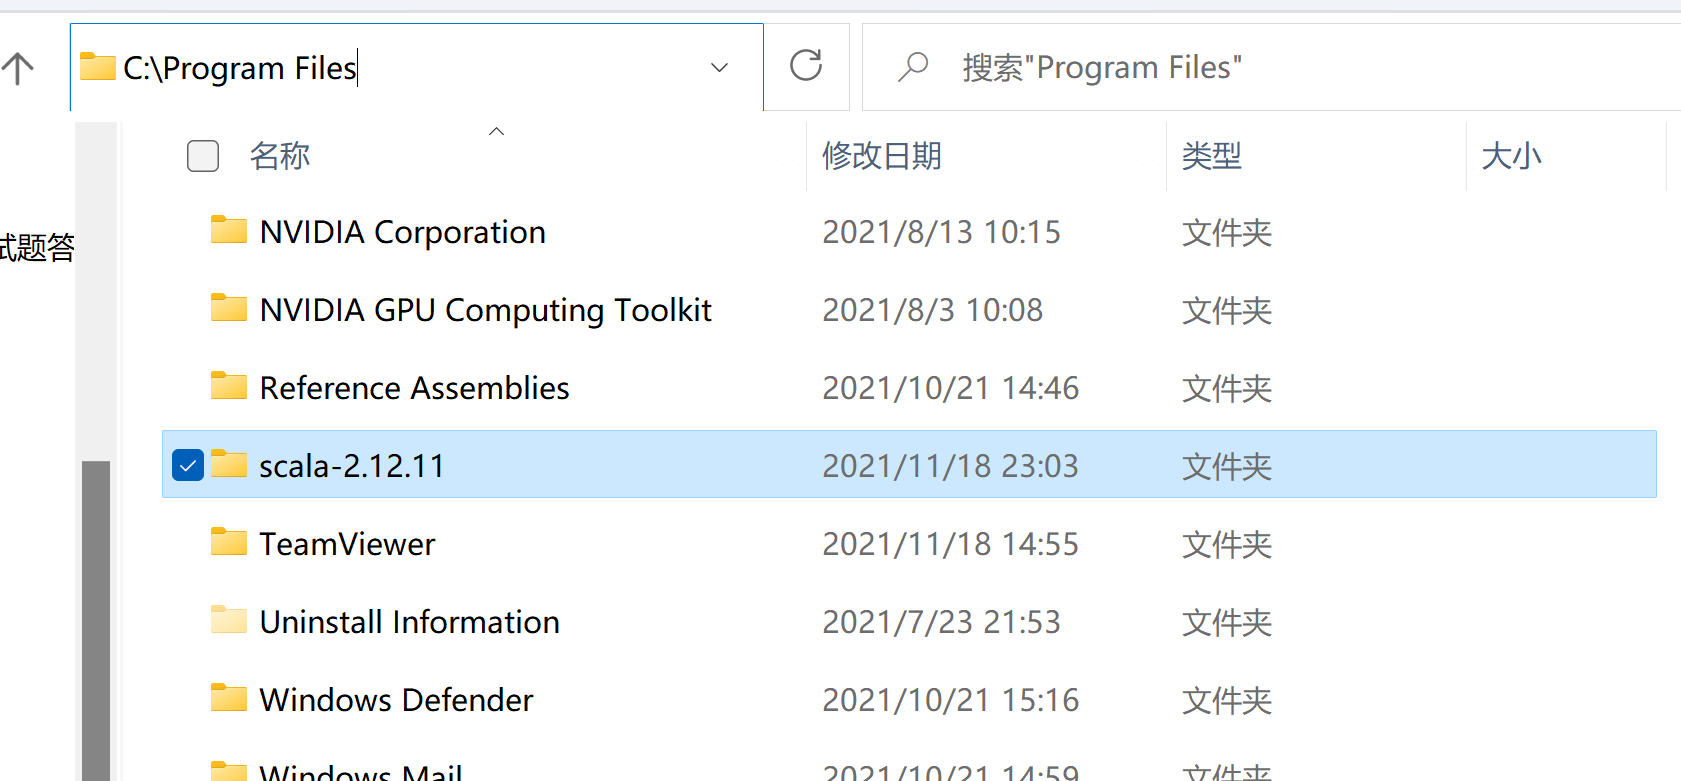 C:\Program Files
搜索"Program Files"
名称 修改日期 类型 大小
试题答
NVIDIA Corporation 2021/8/13 10:15 文件夹
NVIDIA GPU Computing Toolkit 2021/8/3 10:08 文件夹
Reference Assemblies 2021/10/21 14:46 文件夹
scala-2.12.11 2021/11/18 23:03 文件夹
TeamViewer 2021/11/18 14:55 文件夹
Uninstall Information 2021/7/23 21:53 文件夹
Windows Defender 2021/10/21 15:16 文件夹
Windows Mail 2021/10/21 14:59 文件夹